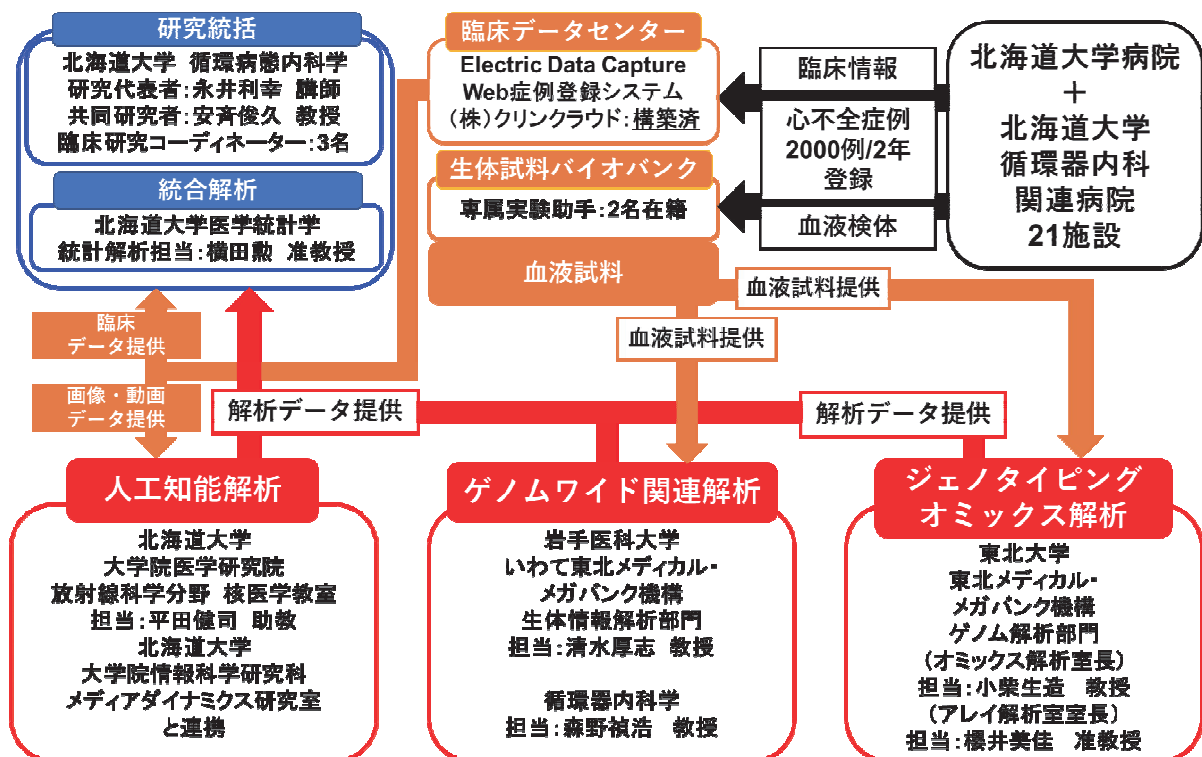 研究統括
北海道大学 循環病態内科学
研究代表者：永井利幸 講師
共同研究者：安斉俊久 教授
臨床研究コーディネーター：3名
統合解析
北海道大学医学統計学
統計解析担当：横田勲 准教授
臨床データセンター
Electric Data Capture
Web症例登録システム
（株）クリンクラウド：構築済
生体試料バイオバンク
専属実験助手：2名在籍
血液試料
臨床情報
心不全症例
2000例/2年
登録
血液検体
北海道大学病院
＋
北海道大学
循環器内科
関連病院
21施設
血液試料提供
血液試料提供
臨床
データ提供
画像・動画
データ提供
解析データ提供
解析データ提供
人工知能解析
北海道大学
大学院医学研究院
放射線科学分野 核医学教室
担当：平田健司 助教
北海道大学
大学院情報科学研究科
メディアダイナミクス研究室
と連携
ゲノムワイド関連解析
岩手医科大学
いわて東北メディカル・
メガバンク機構
生体情報解析部門
担当：清水厚志 教授
循環器内科学
担当：森野禎浩 教授
ジェノタイピング
オミックス解析
東北大学
東北メディカル・
メガバンク機構
ゲノム解析部門
（オミックス解析室長）
担当：小柴生造 教授
（アレイ解析室室長）
担当：櫻井美佳 准教授